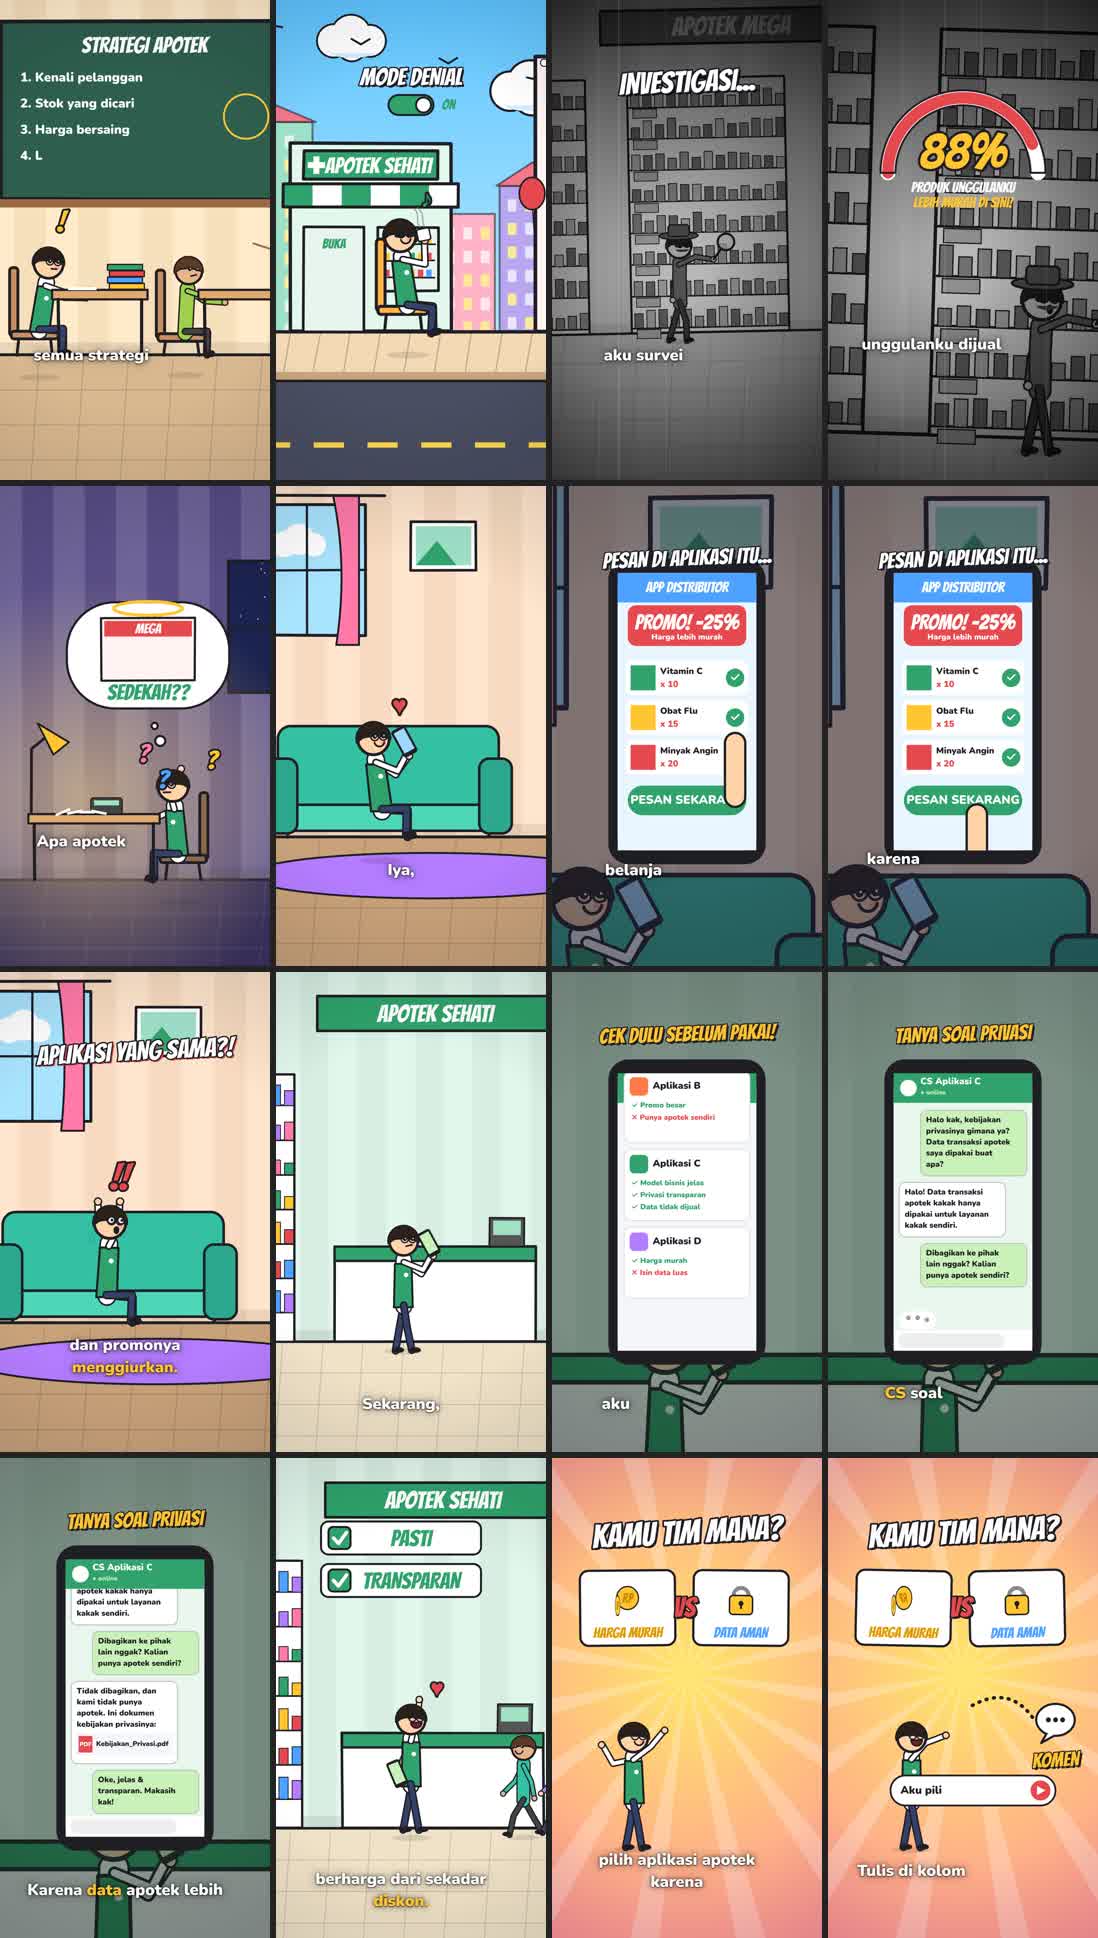 STRATEGI APOTEK
1. Kenali pelanggan
2. Stok yang dicari
3. Harga bersaing
4. L
semua strategi
MODE DENIAL
ON
APOTEK SEHATI
BUKA
APOTEK MEGA
INVESTIGASI...
aku survei
88%
PRODUK UNGGULANKU
LEBIH MURAH DI SINI!
unggulanku dijual
MEGA
SEDEKAH??
Apa apotek
Iya,
PESAN DI APLIKASI ITU...
APP DISTRIBUTOR
PROMO! -25%
Harga lebih murah
Vitamin C
x 10
Obat Flu
x 15
Minyak Angin
x 20
PESAN SEKARA
belanja
PESAN DI APLIKASI ITU...
APP DISTRIBUTOR
PROMO! -25%
Harga lebih murah
Vitamin C
x 10
Obat Flu
x 15
Minyak Angin
x 20
PESAN SEKARANG
karena
APLIKASI YANG SAMA?!
dan promonya
menggiurkan.
APOTEK SEHATI
Sekarang,
CEK DULU SEBELUM PAKAI!
Aplikasi B
✓ Promo besar
✕ Punya apotek sendiri
Aplikasi C
✓ Model bisnis jelas
✓ Privasi transparan
✓ Data tidak dijual
Aplikasi D
✓ Harga murah
✕ Izin data luas
aku
TANYA SOAL PRIVASI
CS Aplikasi C
• online
Halo kak, kebijakan
privasinya gimana ya?
Data transaksi apotek
saya dipakai buat
apa?
Halo! Data transaksi
apotek kakak hanya
dipakai untuk layanan
kakak sendiri.
Dibagikan ke pihak
lain nggak? Kalian
punya apotek sendiri?
CS soal
TANYA SOAL PRIVASI
CS Aplikasi C
• online
apotek kakak hanya
dipakai untuk layanan
kakak sendiri.
Dibagikan ke pihak
lain nggak? Kalian
punya apotek sendiri?
Tidak dibagikan, dan
kami tidak punya
apotek. Ini dokumen
kebijakan privasinya:
PDF Kebijakan_Privasi.pdf
Oke, jelas &
transparan. Makasih
kak!
Karena data apotek lebih
APOTEK SEHATI
PASTI
TRANSPARAN
berharga dari sekadar
diskon.
KAMU TIM MANA?
RP
HARGA MURAH
VS
DATA AMAN
pilih aplikasi apotek
karena
KAMU TIM MANA?
HARGA MURAH
VS
DATA AMAN
KOMEN
Aku pili
Tulis di kolom